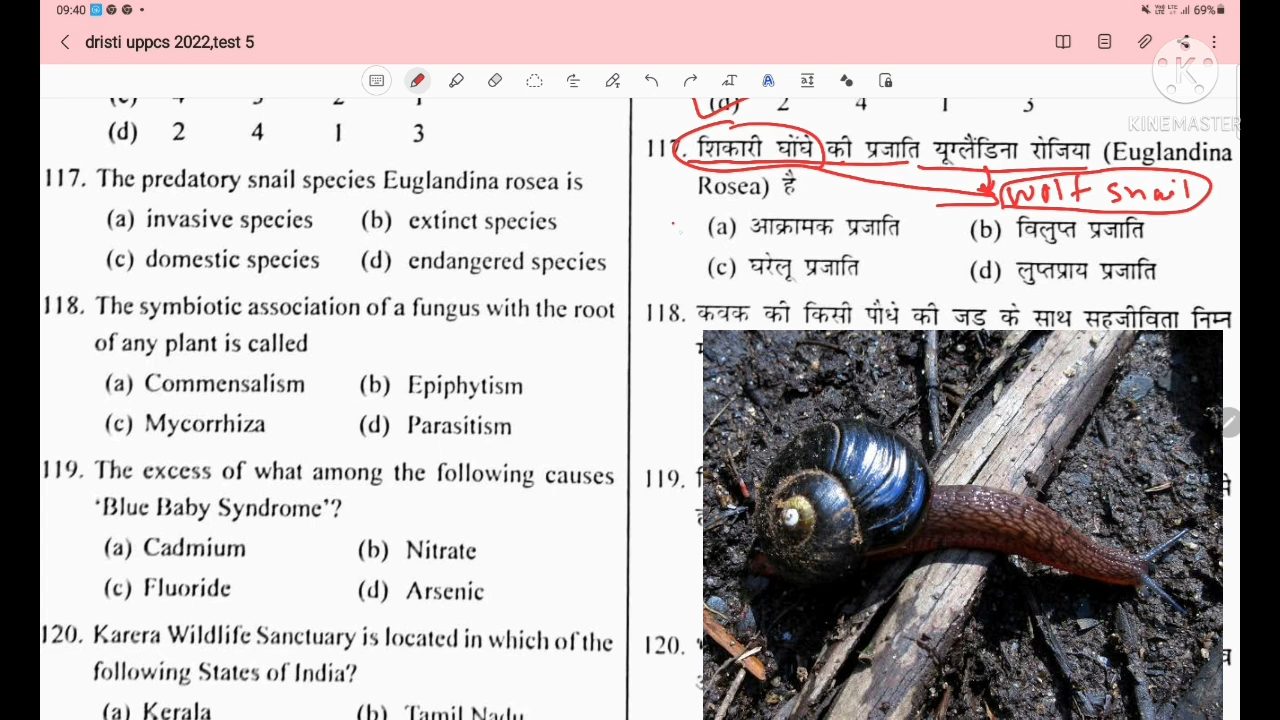 09:40
69%
dristi uppcs 2022,test 5
KINEMASTER
(d) 2 4 1 3
117. The predatory snail species Euglandina rosea is
(a) invasive species (b) extinct species
(c) domestic species (d) endangered species
118. The symbiotic association of a fungus with the root
of any plant is called
(a) Commensalism (b) Epiphytism
(c) Mycorrhiza (d) Parasitism
119. The excess of what among the following causes
‘Blue Baby Syndrome’?
(a) Cadmium (b) Nitrate
(c) Fluoride (d) Arsenic
120. Karera Wildlife Sanctuary is located in which of the
following States of India?
(a) Kerala (b) Tamil Nadu
(d) 2 4 1 3
117. शिकारी घोंघे की प्रजाति यूग्लैंडिना रोजिया (Euglandina
Rosea) है
wolf snail
(a) आक्रामक प्रजाति (b) विलुप्त प्रजाति
(c) घरेलू प्रजाति (d) लुप्तप्राय प्रजाति
118. कवक की किसी पौधे की जड़ के साथ सहजीविता निम्न
119.
120.